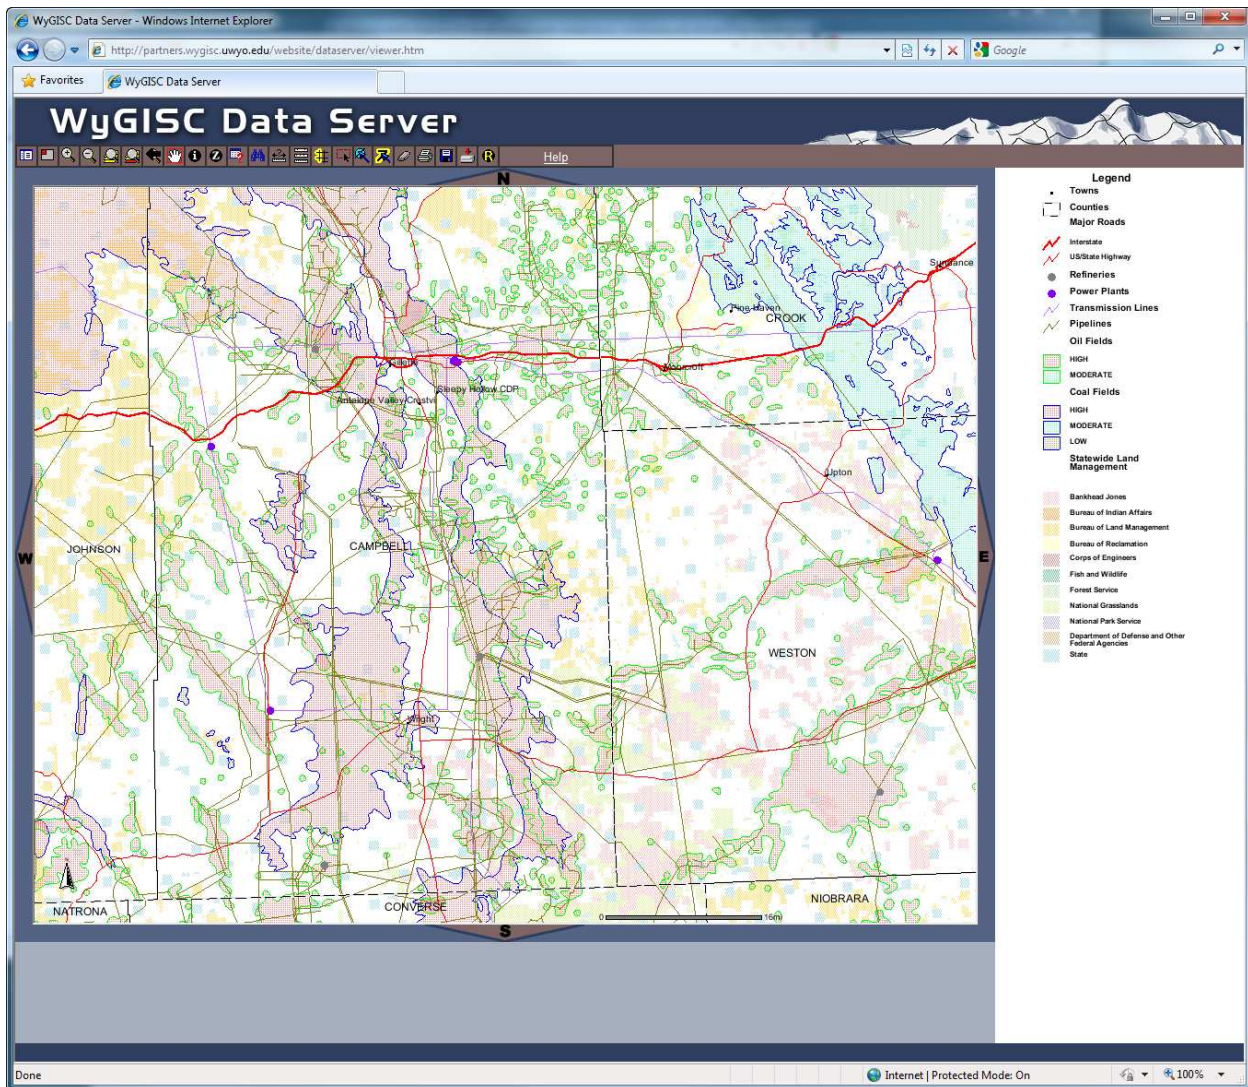 WyGISC Data Server - Windows Internet Explorer
http://partners.wygisc.uwyo.edu/website/dataserver/viewer.htm
Google
Favorites
WyGISC Data Server
WyGISC Data Server
Help
N
Legend
Towns
Counties
Major Roads
Interstate
US/State Highway
Refineries
Power Plants
Transmission Lines
Pipelines
Oil Fields
HIGH
MODERATE
Coal Fields
HIGH
MODERATE
LOW
Statewide Land
Management
Bankhead Jones
Bureau of Indian Affairs
Bureau of Land Management
Bureau of Reclamation
Corps of Engineers
Fish and Wildlife
Forest Service
National Grasslands
National Park Service
Department of Defense and Other
Federal Agencies
State
Sundance
Pine Haven
CROOK
Gillette
Moorcroft
Sleepy Hollow CDP
Antelope Valley-Crestvi
Upton
JOHNSON
CAMPBELL
W
E
WESTON
Wright
NATRONA
CONVERSE
NIOBRARA
0
16mi
S
Done
Internet | Protected Mode: On
100%